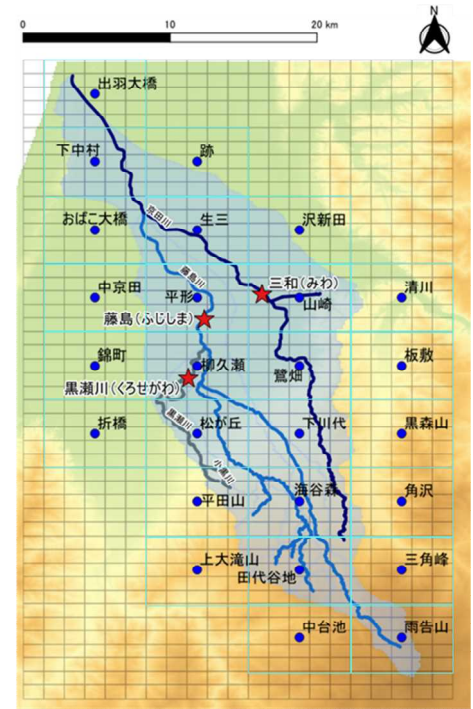 0 10 20 km
N
出羽大橋
下中村
跡
京田川
おばこ大橋
生三
沢新田
藤島川
三和(みわ)
中京田
平形
山崎
清川
藤島(ふじしま)
錦町
柳久瀬
鷺畑
板敷
黒瀬川(くろせがわ)
折橋
黒瀬川
松が丘
下川代
黒森山
小黒川
平田山
海谷森
角沢
上大滝山
田代谷地
三角峰
中台池
雨告山